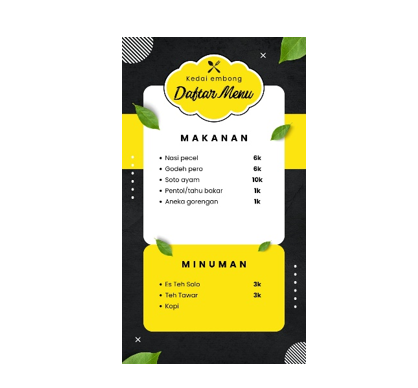 Kedai embong
Daftar Menu
MAKANAN
Nasi pecel 6k
Godeh pero 6k
Soto ayam 10k
Pentol/tahu bakar 1k
Aneka gorengan 1k
MINUMAN
Es Teh Solo 3k
Teh Tawar 3k
Kopi